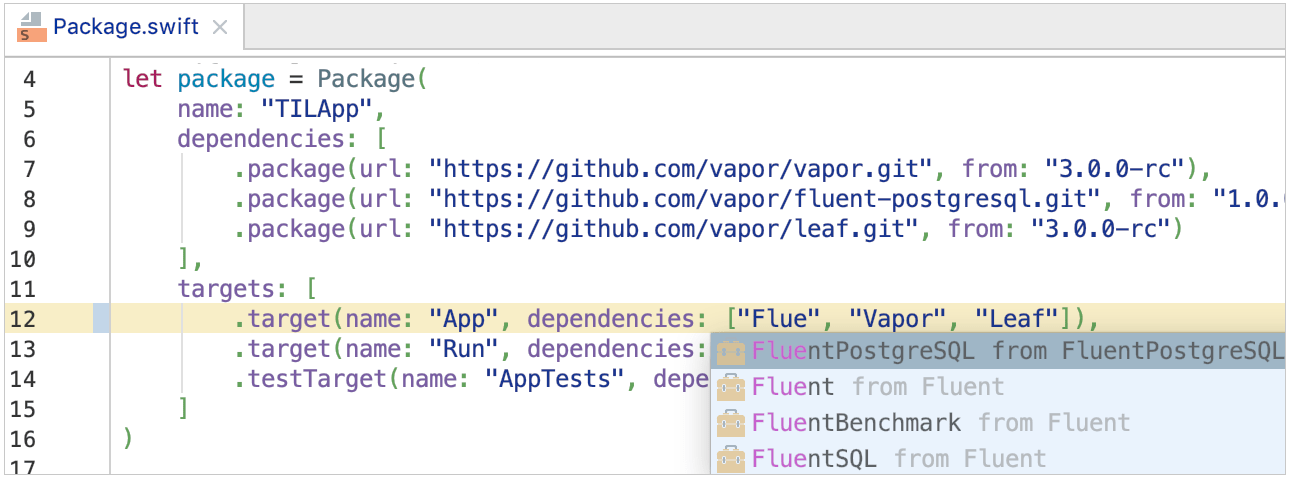 Package.swift
4 let package = Package(
5 name: "TILApp",
6 dependencies: [
7 .package(url: "https://github.com/vapor/vapor.git", from: "3.0.0-rc"),
8 .package(url: "https://github.com/vapor/fluent-postgresql.git", from: "1.0.
9 .package(url: "https://github.com/vapor/leaf.git", from: "3.0.0-rc")
10 ],
11 targets: [
12 .target(name: "App", dependencies: ["Flue", "Vapor", "Leaf"]),
13 .target(name: "Run", dependencies:
14 .testTarget(name: "AppTests", depe
15 ]
16 )
17
FluentPostgreSQL from FluentPostgreSQL
Fluent from Fluent
FluentBenchmark from Fluent
FluentSQL from Fluent